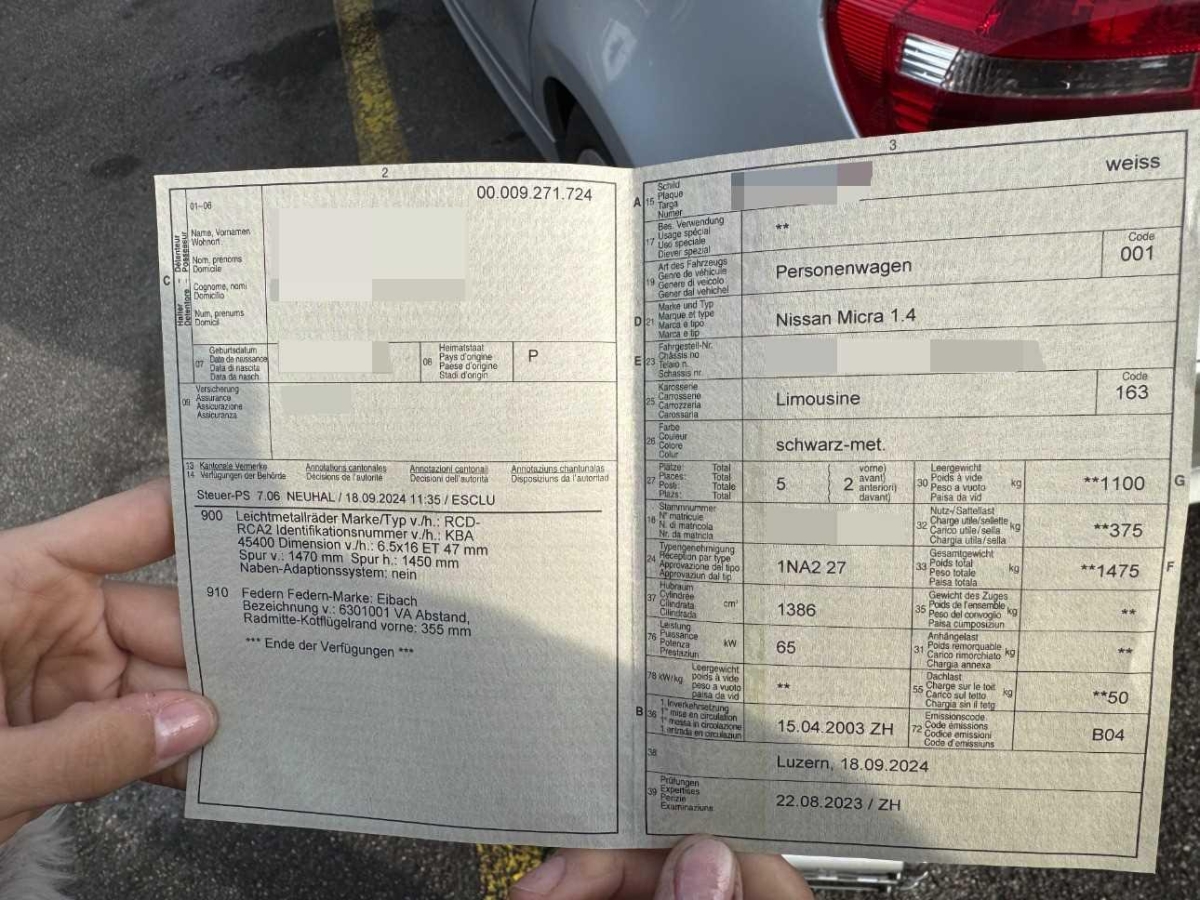 2
00.009.271.724
01–06
C
Halter Détenteur
Detentore - Possesseur
Name, Vornamen
Wohnort
Nom, prénoms
Domicile
Cognome, nomi
Domicilio
Num, prenums
Domicil
07
Geburtsdatum
Date de naissance
Data di nascita
Data da nasch.
08
Heimatstaat
Pays d'origine
Paese d'origine
Stadi d'origin
P
09
Versicherung
Assurance
Assicurazione
Assicuranza
13 Kantonale Vermerke
14 Verfügungen der Behörde
Annotations cantonales
Décisions de l'autorité
Annotazioni cantonali
Decisioni dell'autorità
Annotaziuns chantunalas
Disposiziuns da l'autoritad
Steuer-PS 7.06 NEUHAL / 18.09.2024 11:35 / ESCLU
900 Leichtmetallräder Marke/Typ v./h.: RCD-
RCA2 Identifikationsnummer v./h.: KBA
45400 Dimension v./h.: 6.5x16 ET 47 mm
Spur v.: 1470 mm Spur h.: 1450 mm
Naben-Adaptionssystem: nein
910 Federn Federn-Marke: Eibach
Bezeichnung v.: 6301001 VA Abstand,
Radmitte-Kotflügelrand vorne: 355 mm
*** Ende der Verfügungen ***
3
A 15
Schild
Plaque
Targa
Numer
weiss
17
Bes. Verwendung
Usage spécial
Uso speciale
Diever spezial
**
19
Art des Fahrzeugs
Genre de véhicule
Genere di veicolo
Gener dal vehichel
Personenwagen
Code
001
D 21
Marke und Typ
Marque et type
Marca e tipo
Marca e tip
Nissan Micra 1.4
E 23
Fahrgestell-Nr.
Châssis no
Telaio n.
Schassis nr.
25
Karosserie
Carrosserie
Carrozzeria
Carossaria
Limousine
Code
163
26
Farbe
Couleur
Colore
Colur
schwarz-met.
27
Plätze: Total
Places: Total
Posti: Totale
Plazs: Total
5
2
vorne)
avant)
anteriori)
davant)
30
Leergewicht
Poids à vide
Peso a vuoto
Paisa da vid
kg
**1100
G
18
Stammnummer
N° matricule
N. di matricola
Nr. da matricla
32
Nutz-/Sattellast
Charge utile/sellette
Carico utile/sella
Chargia utila/sella
kg
**375
24
Typengenehmigung
Réception par type
Approvazione del tipo
Approvaziun dal tip
1NA2 27
33
Gesamtgewicht
Poids total
Peso totale
Paisa totala
kg
**1475
F
37
Hubraum
Cylindrée
Cilindrata
Cilindrada
cm³
1386
35
Gewicht des Zuges
Poids de l'ensemble
Peso del convoglio
Paisa cumposiziun
kg
**
76
Leistung
Puissance
Potenza
Prestaziun
kW
65
31
Anhängelast
Poids remorquable
Carico rimorchiato
Chargia annexa
kg
**
78 kW/kg
Leergewicht
poids à vide
peso a vuoto
paisa da vid
**
55
Dachlast
Charge sur le toit
Carico sul tetto
Chargia sin il tetg
kg
**50
B 36
1. Inverkehrsetzung
1re mise en circulation
1a messa in circolazione
1. entrada en circulaziun
15.04.2003 ZH
72
Emissionscode
Code émissions
Codice emissioni
Code d'emissiuns
B04
38
Luzern, 18.09.2024
39
Prüfungen
Expertises
Perizie
Examinaziuns
22.08.2023 / ZH